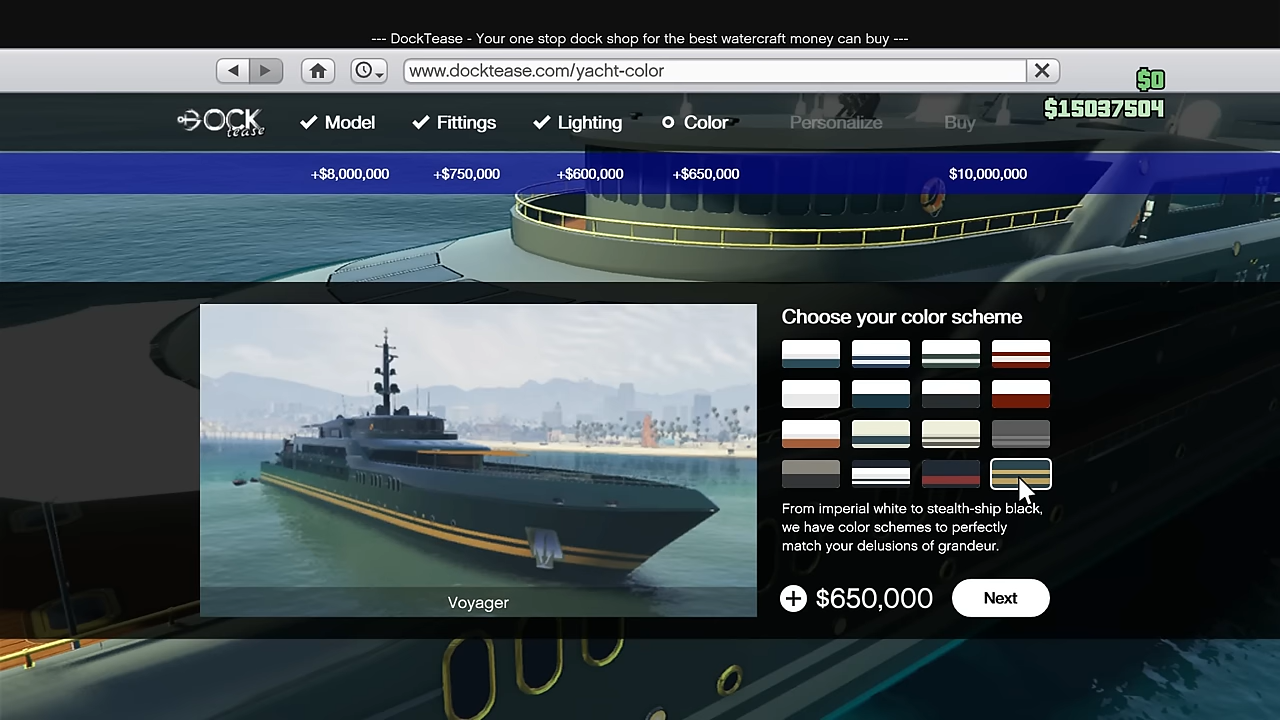 --- DockTease - Your one stop dock shop for the best watercraft money can buy ---
www.docktease.com/yacht-color
$0
$15037504
DOCK
tease
Model Fittings Lighting Color Personalize Buy
+$8,000,000 +$750,000 +$600,000 +$650,000 $10,000,000
Choose your color scheme
From imperial white to stealth-ship black,
we have color schemes to perfectly
match your delusions of grandeur.
Voyager
$650,000 Next